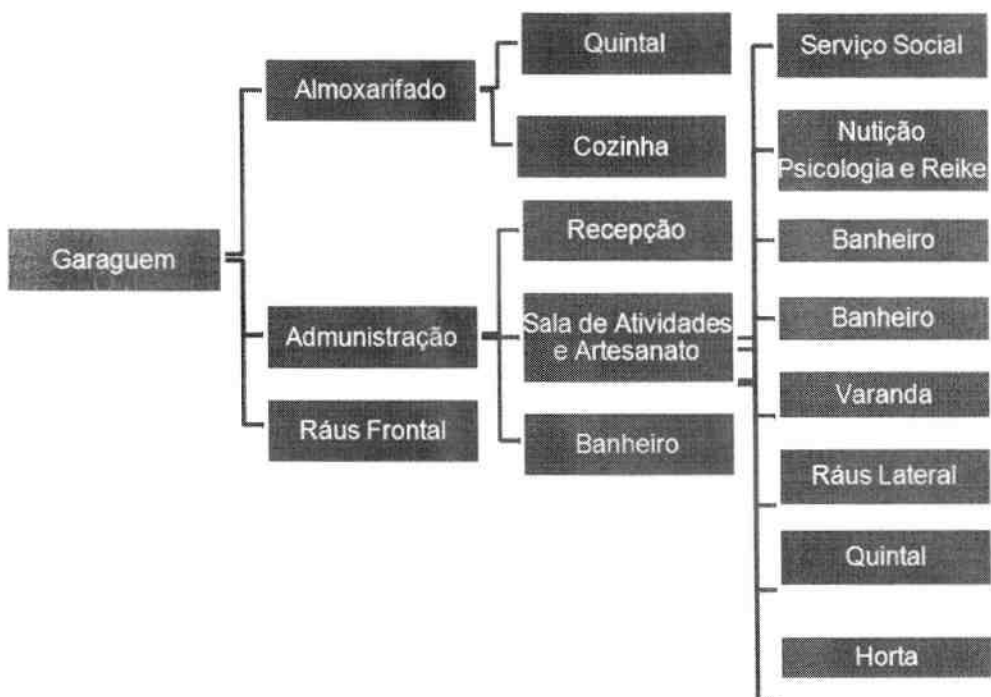 Garaguem
Almoxarifado
Admunistração
Ráus Frontal
Quintal
Cozinha
Recepção
Sala de Atividades
e Artesanato
Banheiro
Serviço Social
Nutição
Psicologia e Reike
Banheiro
Banheiro
Varanda
Ráus Lateral
Quintal
Horta